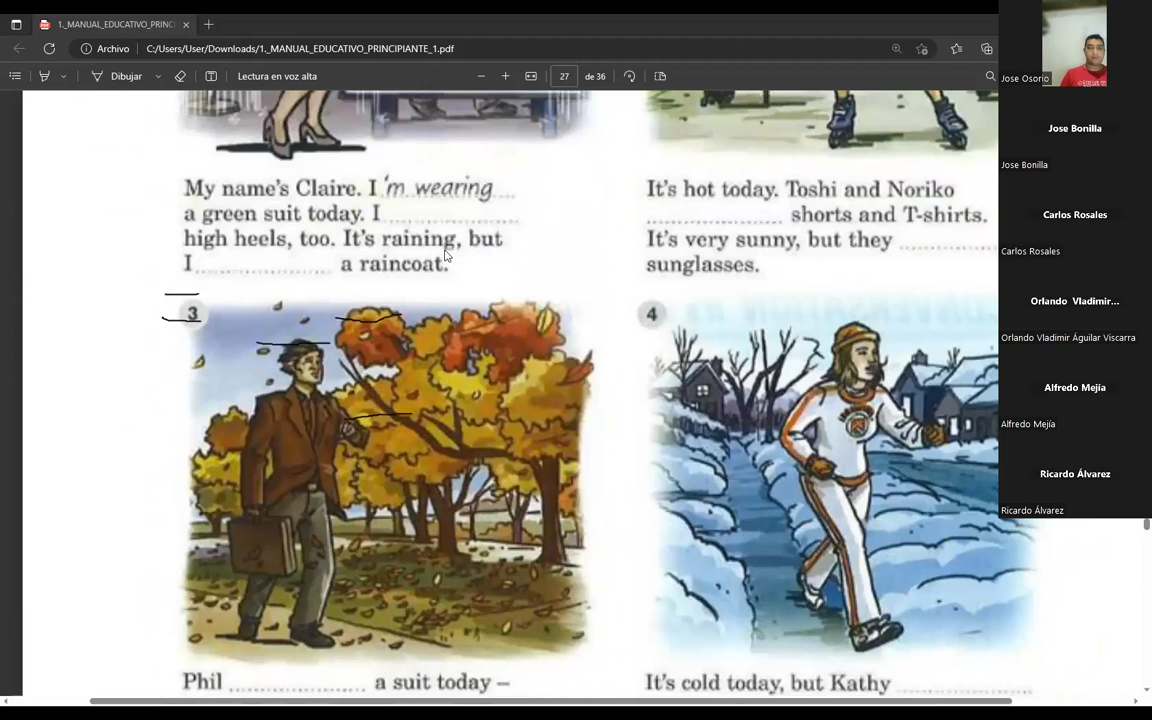 1._MANUAL_EDUCATIVO_PRINCI
Archivo
C:/Users/User/Downloads/1._MANUAL_EDUCATIVO_PRINCIPIANTE_1.pdf
Dibujar
Lectura en voz alta
27
de 36
My name's Claire. I 'm wearing
a green suit today. I
high heels, too. It's raining, but
I a raincoat.
It's hot today. Toshi and Noriko
shorts and T-shirts.
It's very sunny, but they
sunglasses.
3
4
Phil a suit today –
It's cold today, but Kathy
Jose Osorio
Jose Bonilla
Jose Bonilla
Carlos Rosales
Carlos Rosales
Orlando Vladimir...
Orlando Vladimir Águilar Viscarra
Alfredo Mejía
Alfredo Mejía
Ricardo Álvarez
Ricardo Álvarez